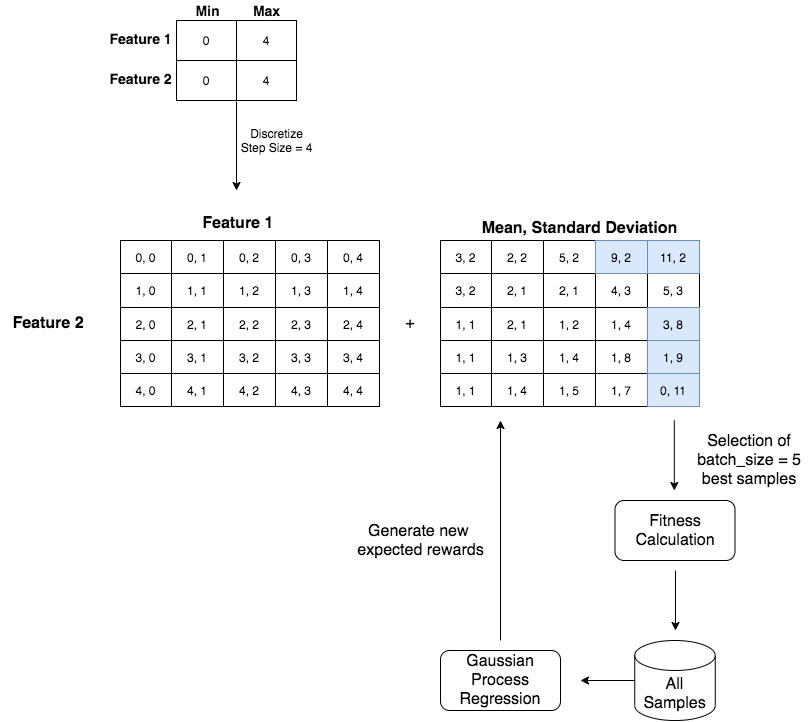 Min Max
Feature 1 0 4
Feature 2 0 4
Discretize
Step Size = 4
Feature 1
Mean, Standard Deviation
0, 0 0, 1 0, 2 0, 3 0, 4
3, 2 2, 2 5, 2 9, 2 11, 2
1, 0 1, 1 1, 2 1, 3 1, 4
3, 2 2, 1 2, 1 4, 3 5, 3
Feature 2
2, 0 2, 1 2, 2 2, 3 2, 4
+
1, 1 2, 1 1, 2 1, 4 3, 8
3, 0 3, 1 3, 2 3, 3 3, 4
1, 1 1, 3 1, 4 1, 8 1, 9
4, 0 4, 1 4, 2 4, 3 4, 4
1, 1 1, 4 1, 5 1, 7 0, 11
Selection of
batch_size = 5
best samples
Fitness
Calculation
Generate new
expected rewards
Gaussian
Process
Regression
All
Samples